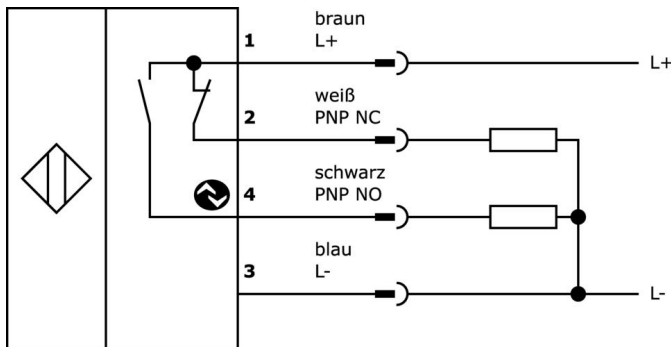 braun
1 L+ L+
weiß
2 PNP NC
schwarz
4 PNP NO
blau
3 L- L-